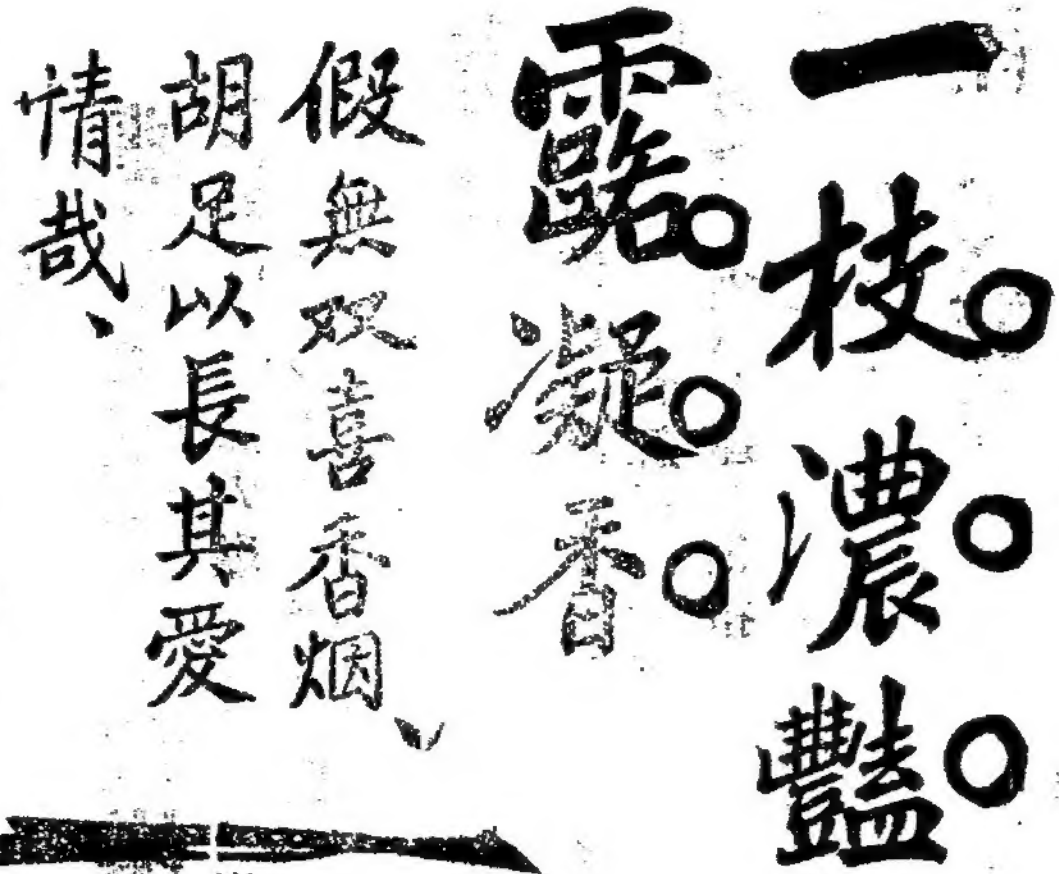 一枝。濃。豔。
露。凝。香。
假無双喜香烟、
胡足以長其愛
情哉、